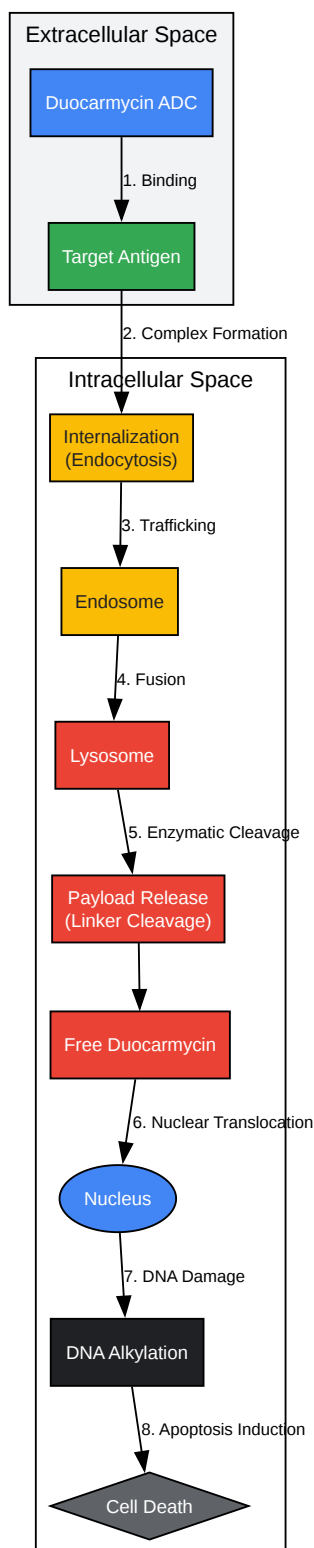 Extracellular Space
Duocarmycin ADC
1. Binding
Target Antigen
2. Complex Formation
Intracellular Space
Internalization
(Endocytosis)
3. Trafficking
Endosome
4. Fusion
Lysosome
5. Enzymatic Cleavage
Payload Release
(Linker Cleavage)
Free Duocarmycin
6. Nuclear Translocation
Nucleus
7. DNA Damage
DNA Alkylation
8. Apoptosis Induction
Cell Death